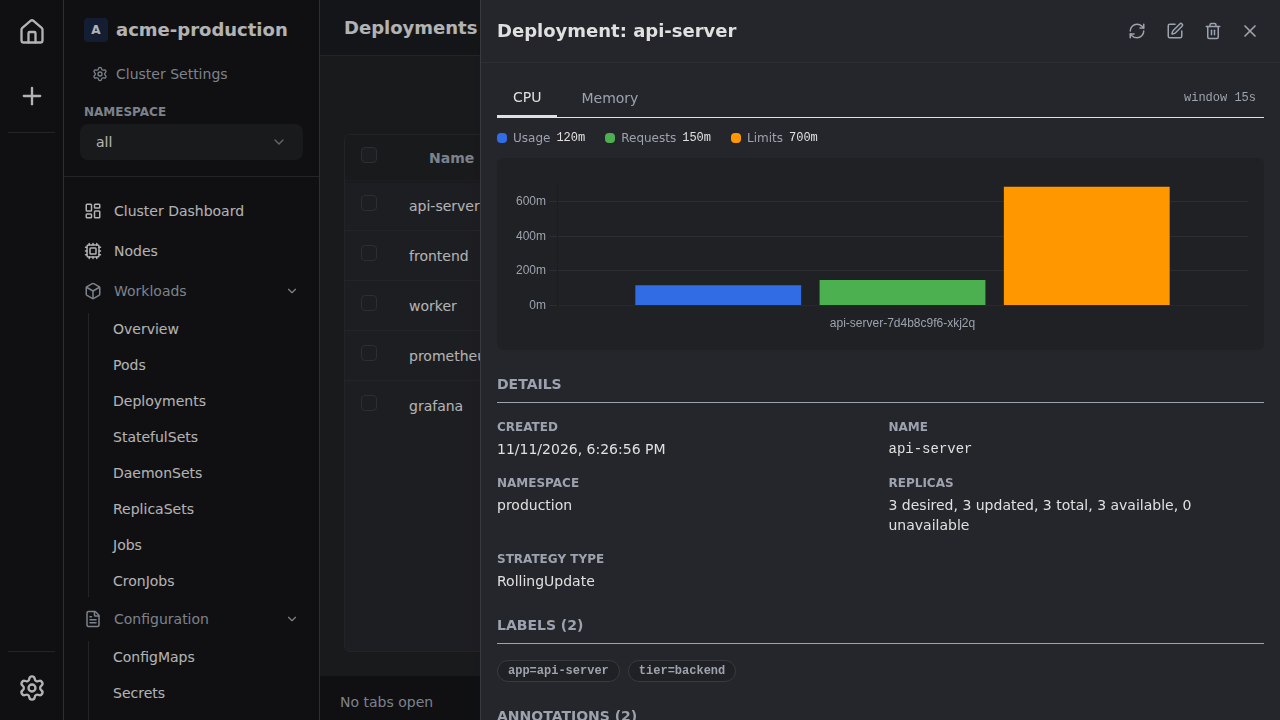 A acme-production
Cluster Settings
NAMESPACE
all
Cluster Dashboard
Nodes
Workloads
Overview
Pods
Deployments
StatefulSets
DaemonSets
ReplicaSets
Jobs
CronJobs
Configuration
ConfigMaps
Secrets
Deployments
Name
api-server
frontend
worker
prometheu
grafana
No tabs open
Deployment: api-server
CPU Memory window 15s
Usage 120m Requests 150m Limits 700m
600m
400m
200m
0m
api-server-7d4b8c9f6-xkj2q
DETAILS
CREATED
11/11/2026, 6:26:56 PM
NAME
api-server
NAMESPACE
production
REPLICAS
3 desired, 3 updated, 3 total, 3 available, 0
unavailable
STRATEGY TYPE
RollingUpdate
LABELS (2)
app=api-server tier=backend
ANNOTATIONS (2)